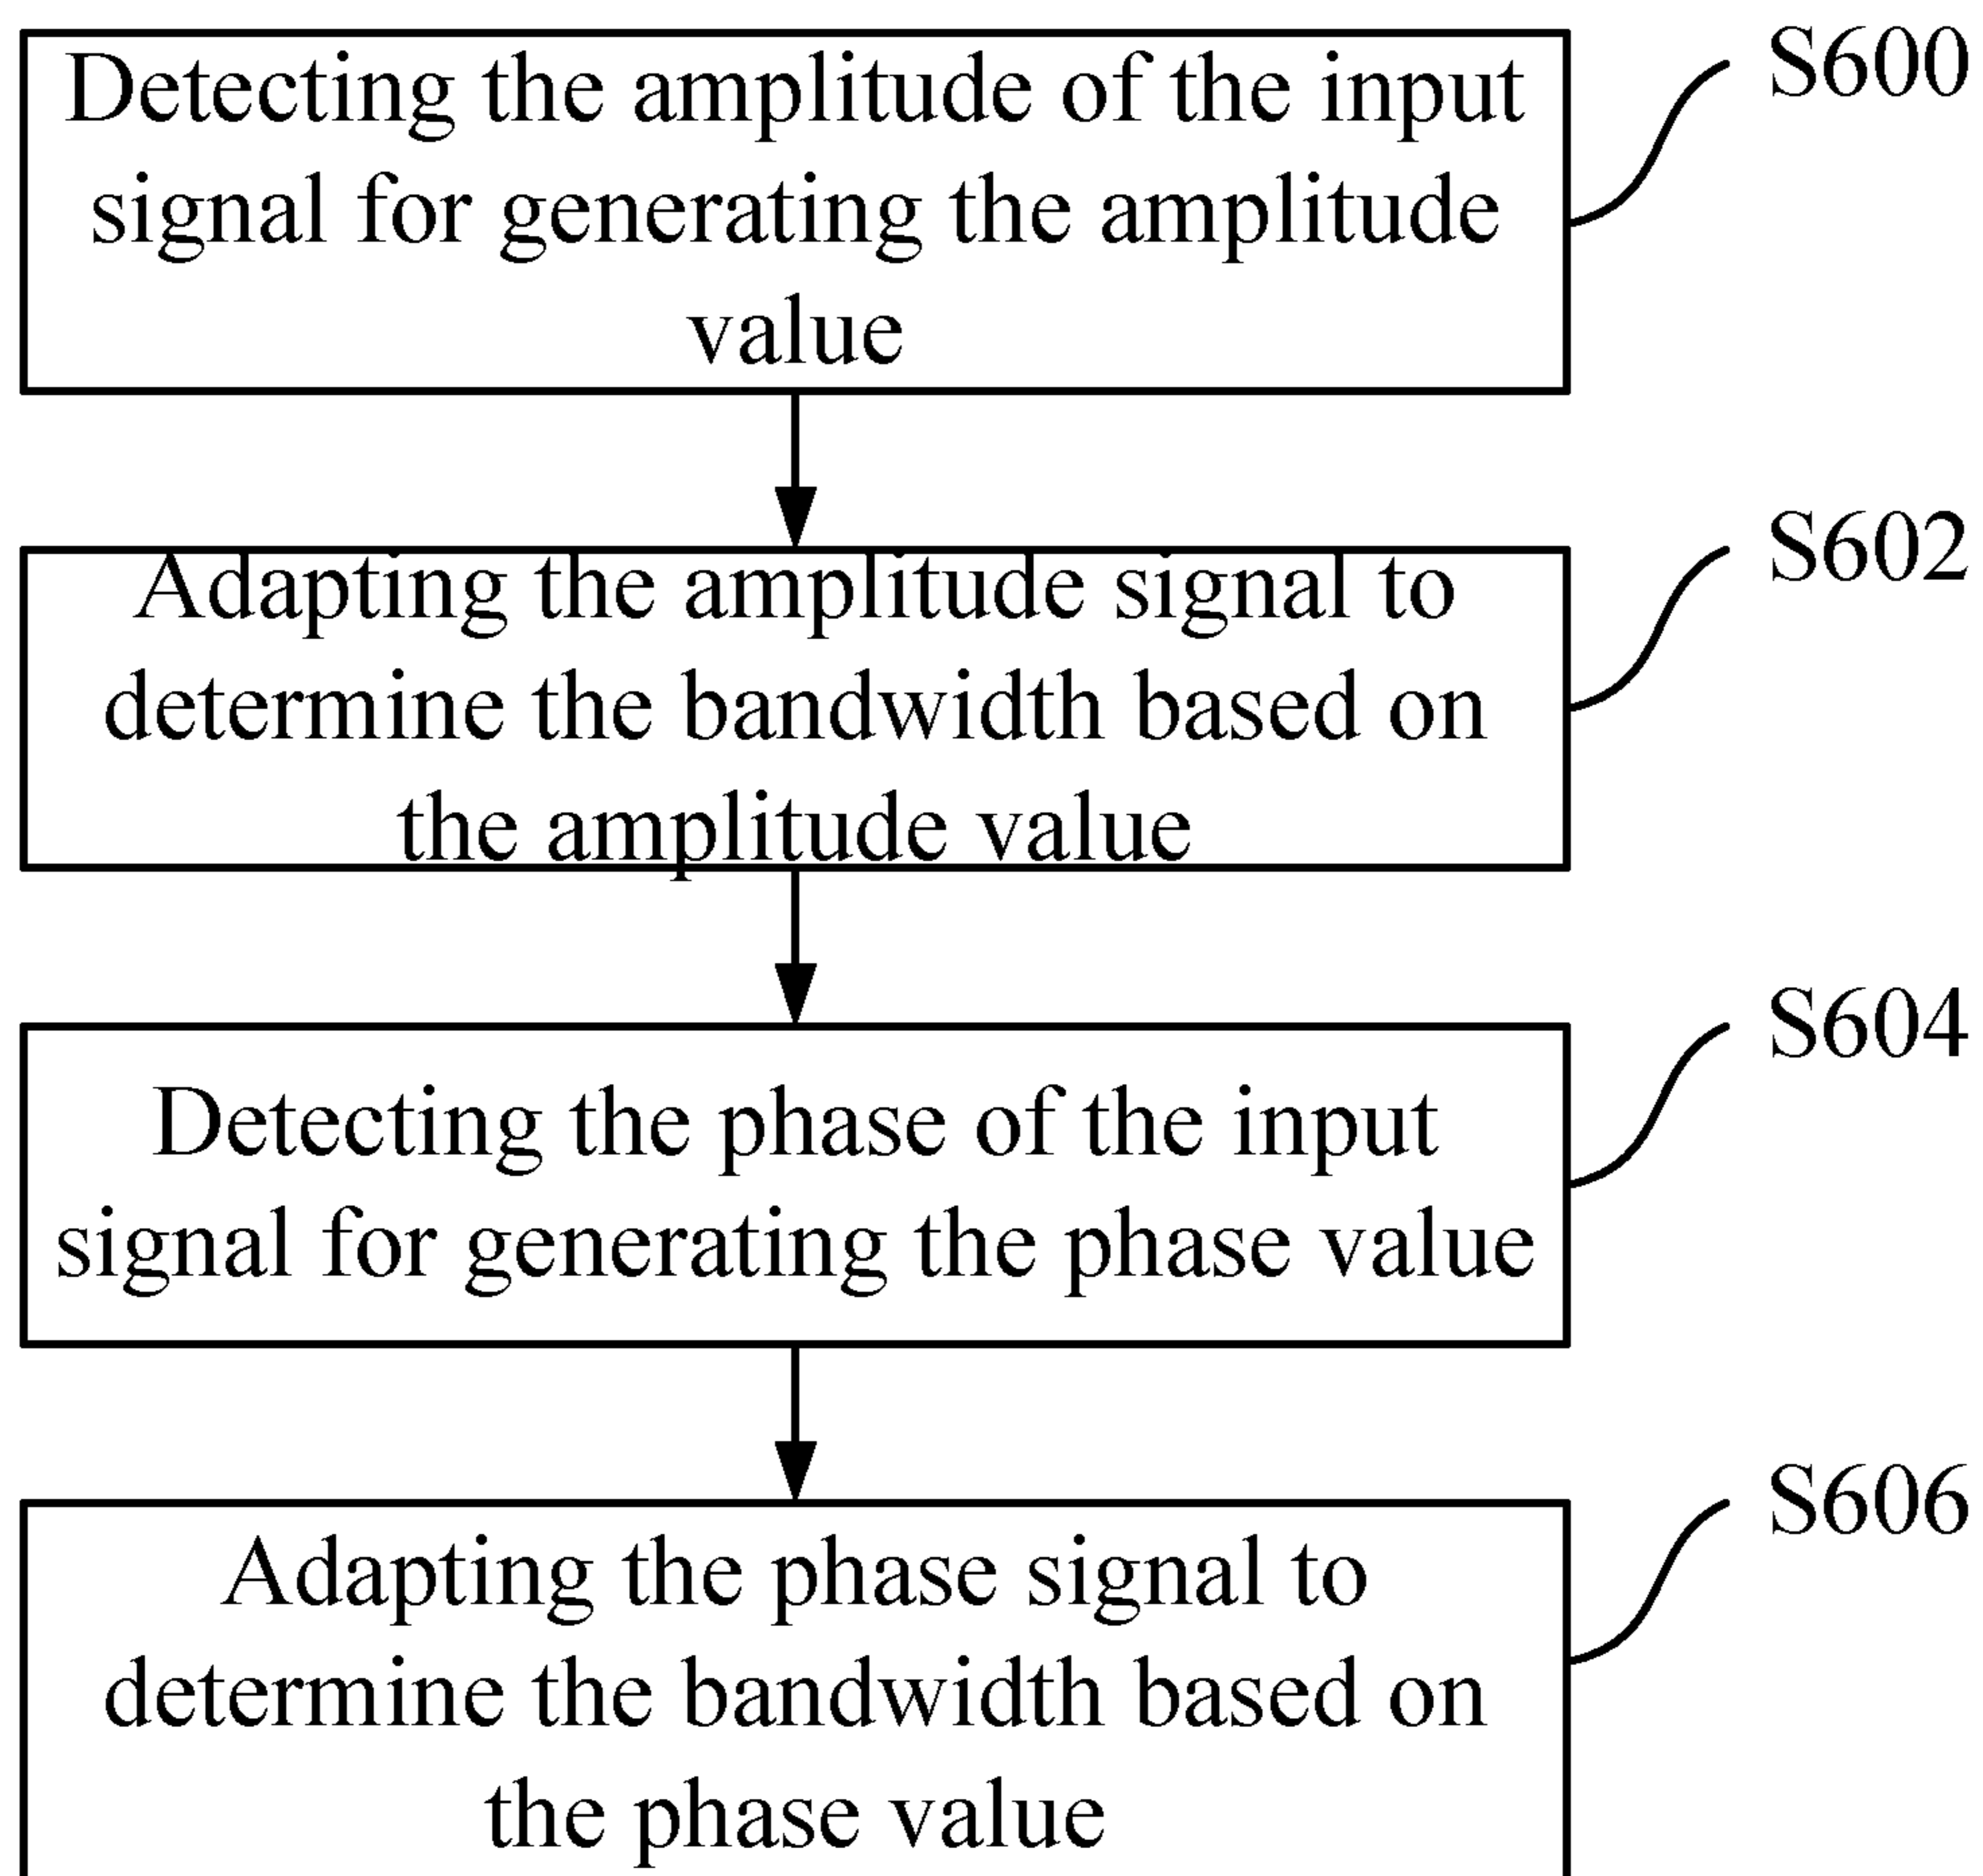 Detecting the amplitude of the input
signal for generating the amplitude
value
S600
Adapting the amplitude signal to
determine the bandwidth based on
the amplitude value
S602
Detecting the phase of the input
signal for generating the phase value
S604
Adapting the phase signal to
determine the bandwidth based on
the phase value
S606